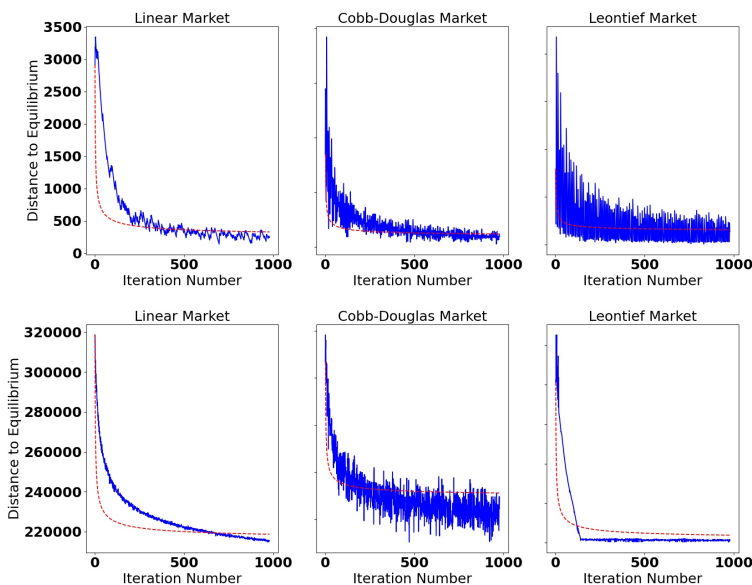 Linear Market
Cobb-Douglas Market
Leontief Market
Distance to Equilibrium
3500
3000
2500
2000
1500
1000
500
0
0 500 1000
0 500 1000
0 500 1000
Iteration Number
Iteration Number
Iteration Number
Linear Market
Cobb-Douglas Market
Leontief Market
Distance to Equilibrium
320000
300000
280000
260000
240000
220000
0 500 1000
0 500 1000
0 500 1000
Iteration Number
Iteration Number
Iteration Number